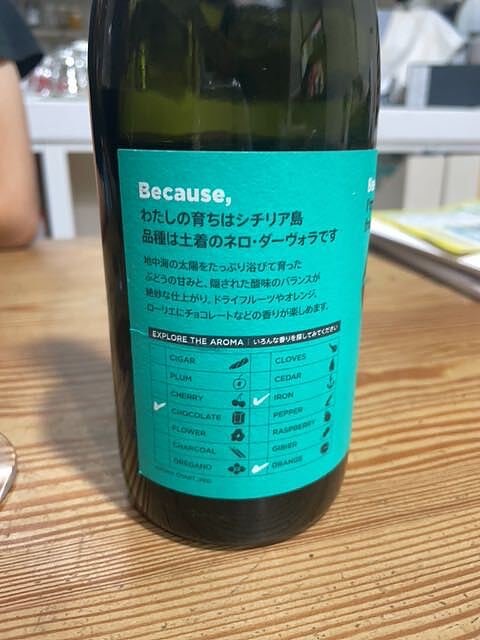 Because,
わたしの育ちはシチリア島
品種は土着のネロ・ダーヴォラです
地中海の太陽をたっぷり浴びて育った
ぶどうの甘みと、隠された酸味のバランスが
絶妙な仕上がり。ドライフルーツやオレンジ、
ローリエにチョコレートなどの香りが楽しめます。
EXPLORE THE AROMA | いろんな香りを探してみてください
CIGAR CLOVES
PLUM CEDAR
CHERRY IRON
CHOCOLATE PEPPER
FLOWER RASPBERRY
CHARCOAL GIBIER
OREGANO ORANGE